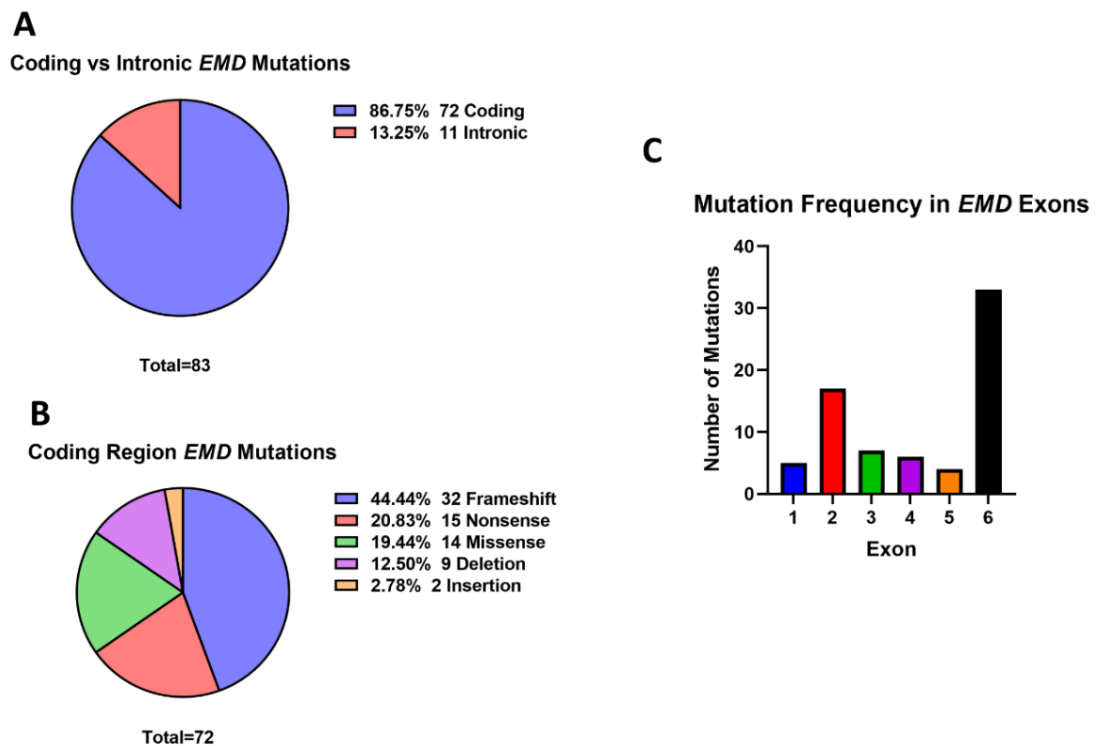 A
Coding vs Intronic EMD Mutations
86.75% 72 Coding
13.25% 11 Intronic
Total=83
B
Coding Region EMD Mutations
44.44% 32 Frameshift
20.83% 15 Nonsense
19.44% 14 Missense
12.50% 9 Deletion
2.78% 2 Insertion
Total=72
C
Mutation Frequency in EMD Exons
Number of Mutations
40
30
20
10
0
1 2 3 4 5 6
Exon